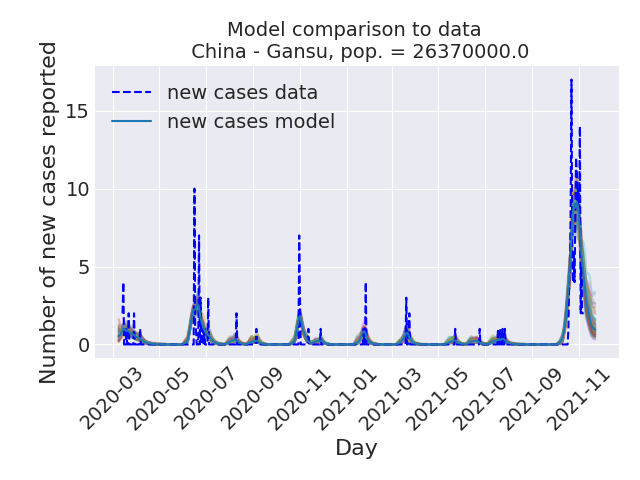 Model comparison to data
China - Gansu, pop. = 26370000.0
new cases data
new cases model
Number of new cases reported
15
10
5
0
2020-03
2020-05
2020-07
2020-09
2020-11
2021-01
2021-03
2021-05
2021-07
2021-09
2021-11
Day